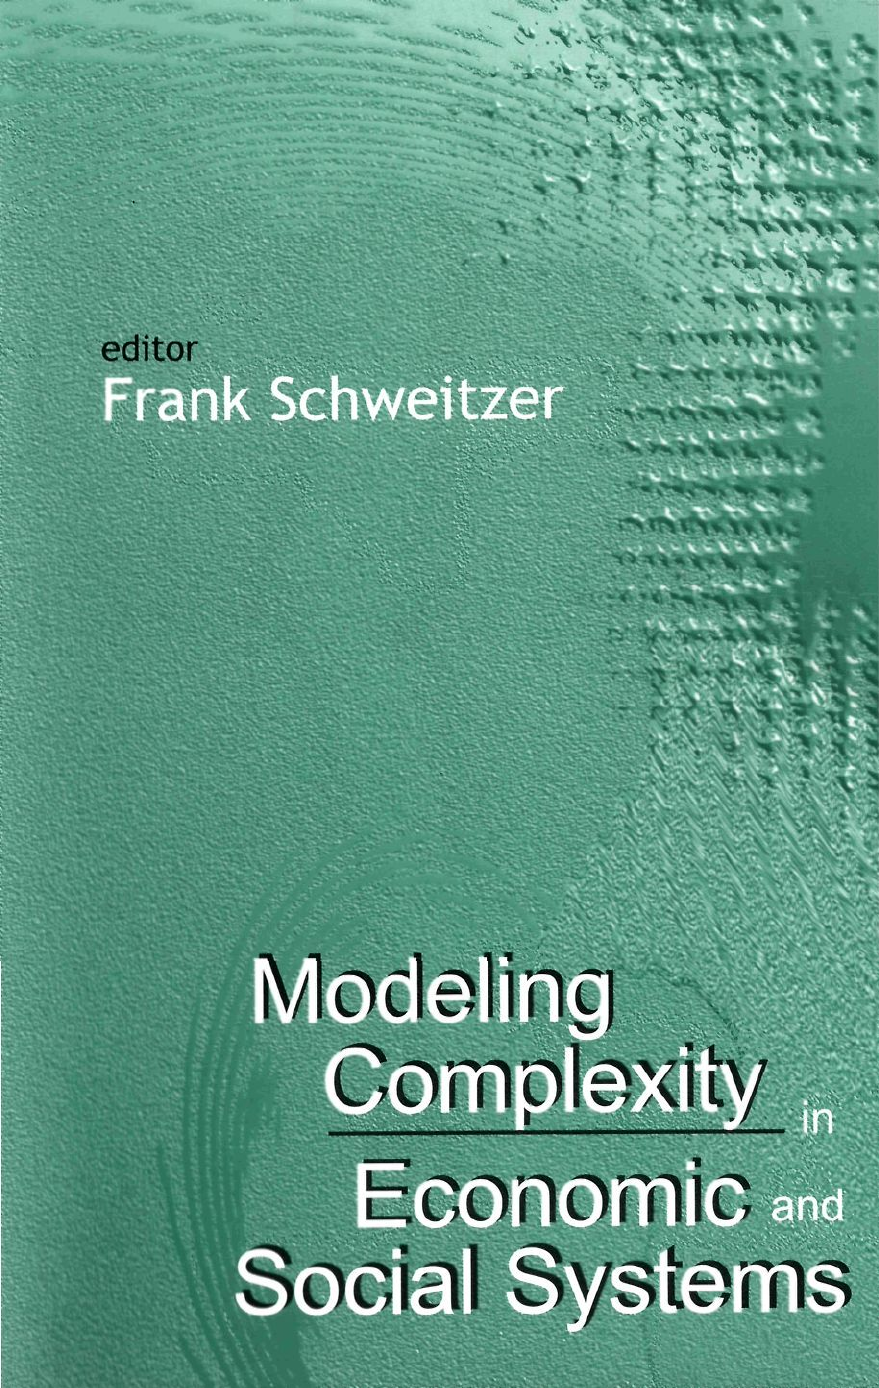 editor
Frank Schweitzer
Modeling
Complexity in
Economic and
Social Systems